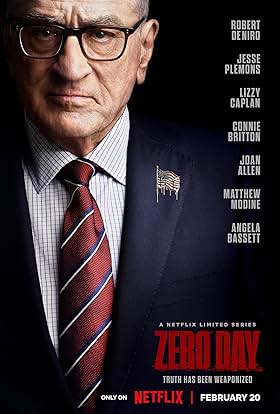 ROBERT
DENIRO
JESSE
PLEMONS
LIZZY
CAPLAN
CONNIE
BRITTON
JOAN
ALLEN
MATTHEW
MODINE
ANGELA
BASSETT
A NETFLIX LIMITED SERIES
ZERO DAY
TRUTH HAS BEEN WEAPONIZED
ONLY ON NETFLIX | FEBRUARY 20